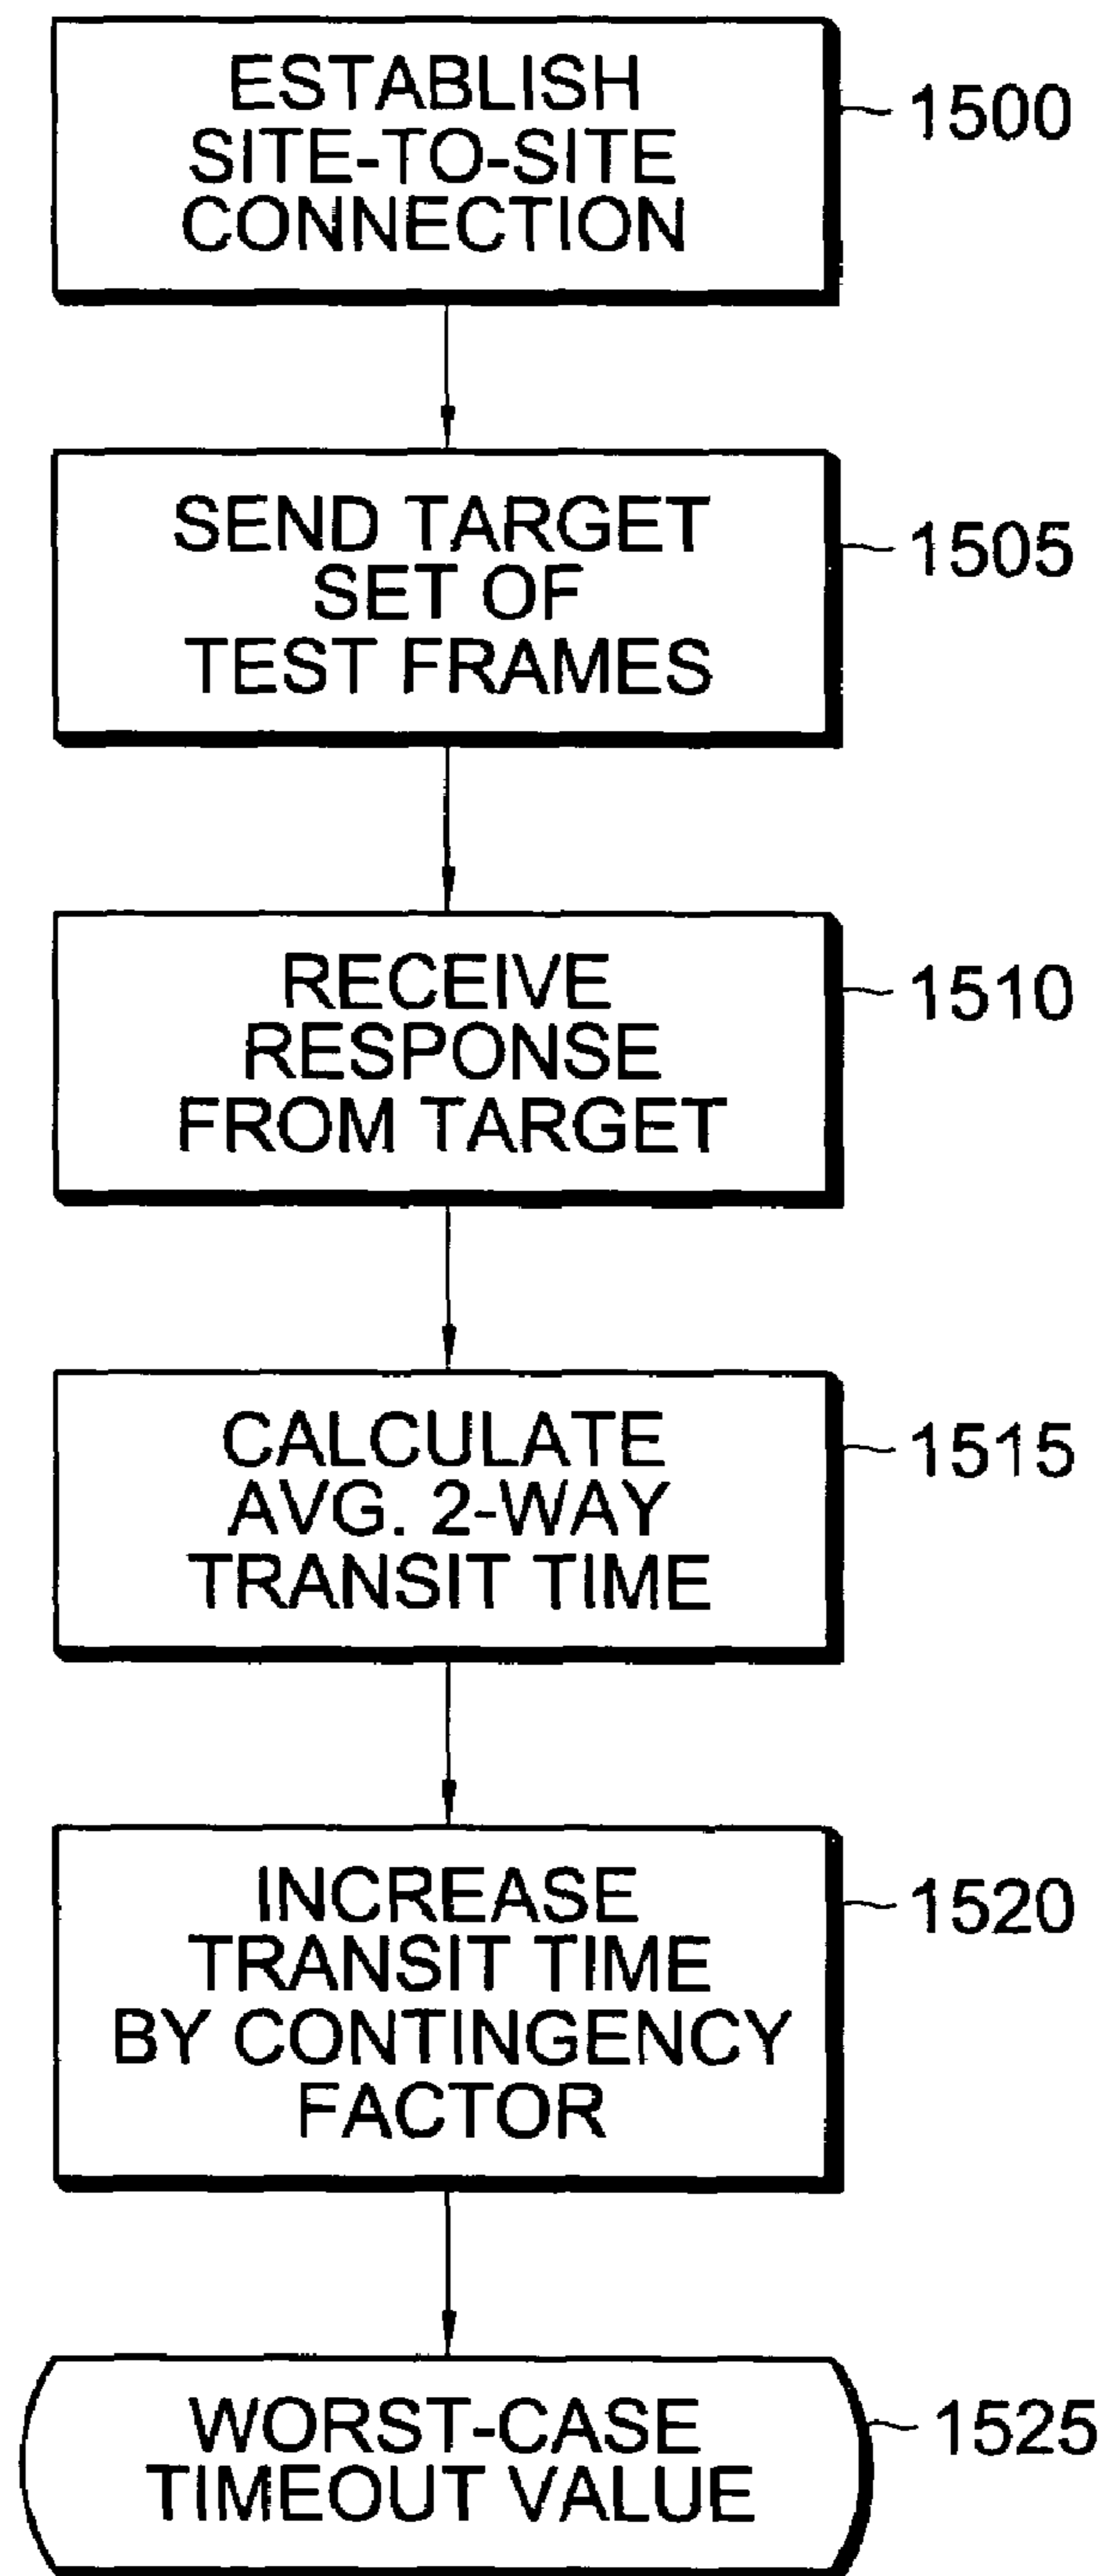 ESTABLISH
SITE-TO-SITE
CONNECTION
1500
SEND TARGET
SET OF
TEST FRAMES
1505
RECEIVE
RESPONSE
FROM TARGET
1510
CALCULATE
AVG. 2-WAY
TRANSIT TIME
1515
INCREASE
TRANSIT TIME
BY CONTINGENCY
FACTOR
1520
WORST-CASE
TIMEOUT VALUE
1525